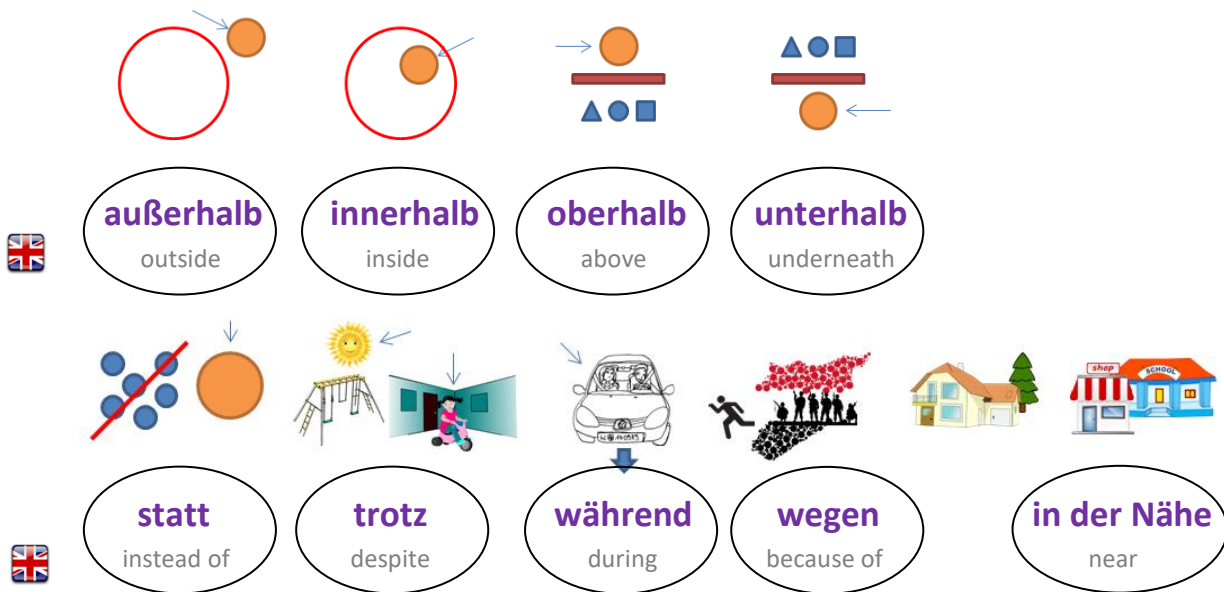 außerhalb innerhalb oberhalb unterhalb
outside inside above underneath
shop SCHOOL
statt trotz während wegen in der Nähe
instead of despite during because of near